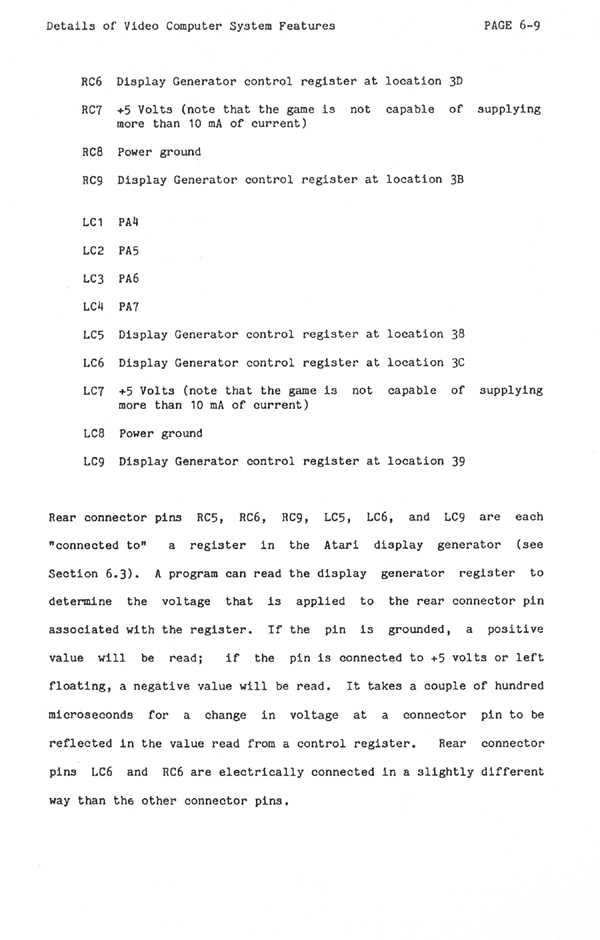 Details of Video Computer System Features PAGE 6-9
RC6 Display Generator control register at location 3D
RC7 +5 Volts (note that the game is not capable of supplying
more than 10 mA of current)
RC8 Power ground
RC9 Display Generator control register at location 3B
LC1 PA4
LC2 PA5
LC3 PA6
LC4 PA7
LC5 Display Generator control register at location 38
LC6 Display Generator control register at location 3C
LC7 +5 Volts (note that the game is not capable of supplying
more than 10 mA of current)
LC8 Power ground
LC9 Display Generator control register at location 39
Rear connector pins RC5, RC6, RC9, LC5, LC6, and LC9 are each
"connected to" a register in the Atari display generator (see
Section 6.3). A program can read the display generator register to
determine the voltage that is applied to the rear connector pin
associated with the register. If the pin is grounded, a positive
value will be read; if the pin is connected to +5 volts or left
floating, a negative value will be read. It takes a couple of hundred
microseconds for a change in voltage at a connector pin to be
reflected in the value read from a control register. Rear connector
pins LC6 and RC6 are electrically connected in a slightly different
way than the other connector pins.